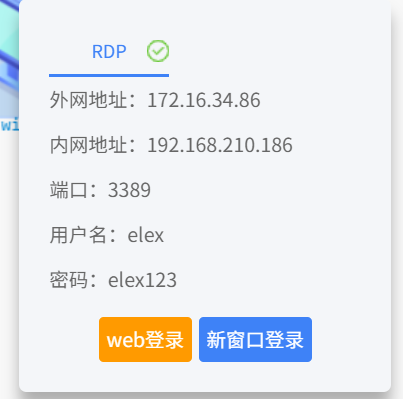 RDP
外网地址：172.16.34.86
wi
内网地址：192.168.210.186
端口：3389
用户名：elex
密码：elex123
web登录 新窗口登录